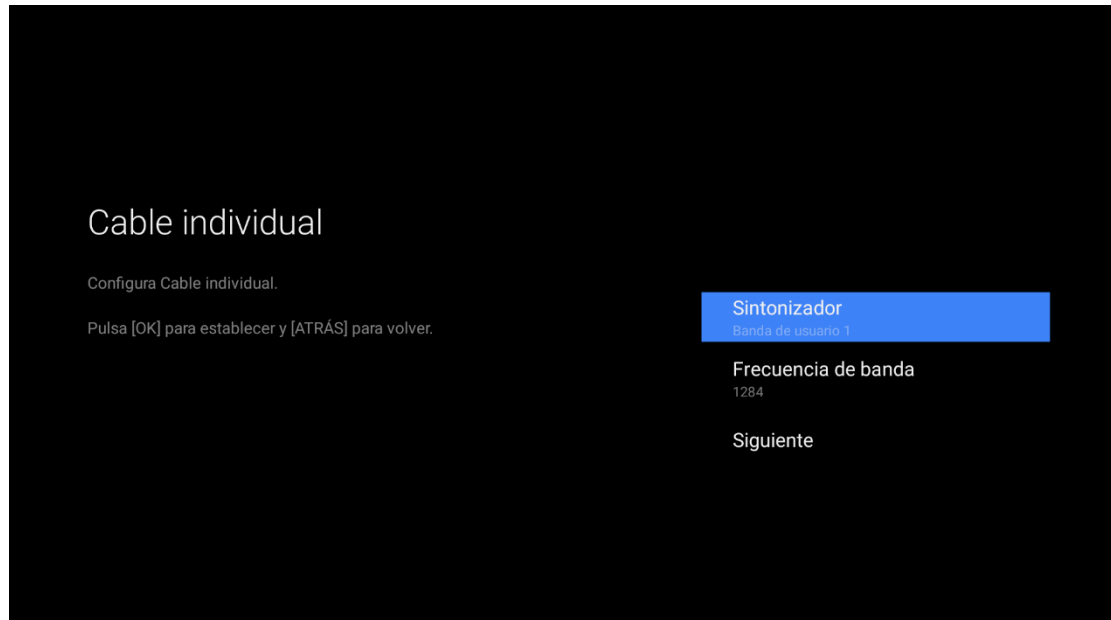 Cable individual
Configura Cable individual.
Pulsa [OK] para establecer y [ATRÁS] para volver.
Sintonizador
Banda de usuario 1
Frecuencia de banda
1284
Siguiente